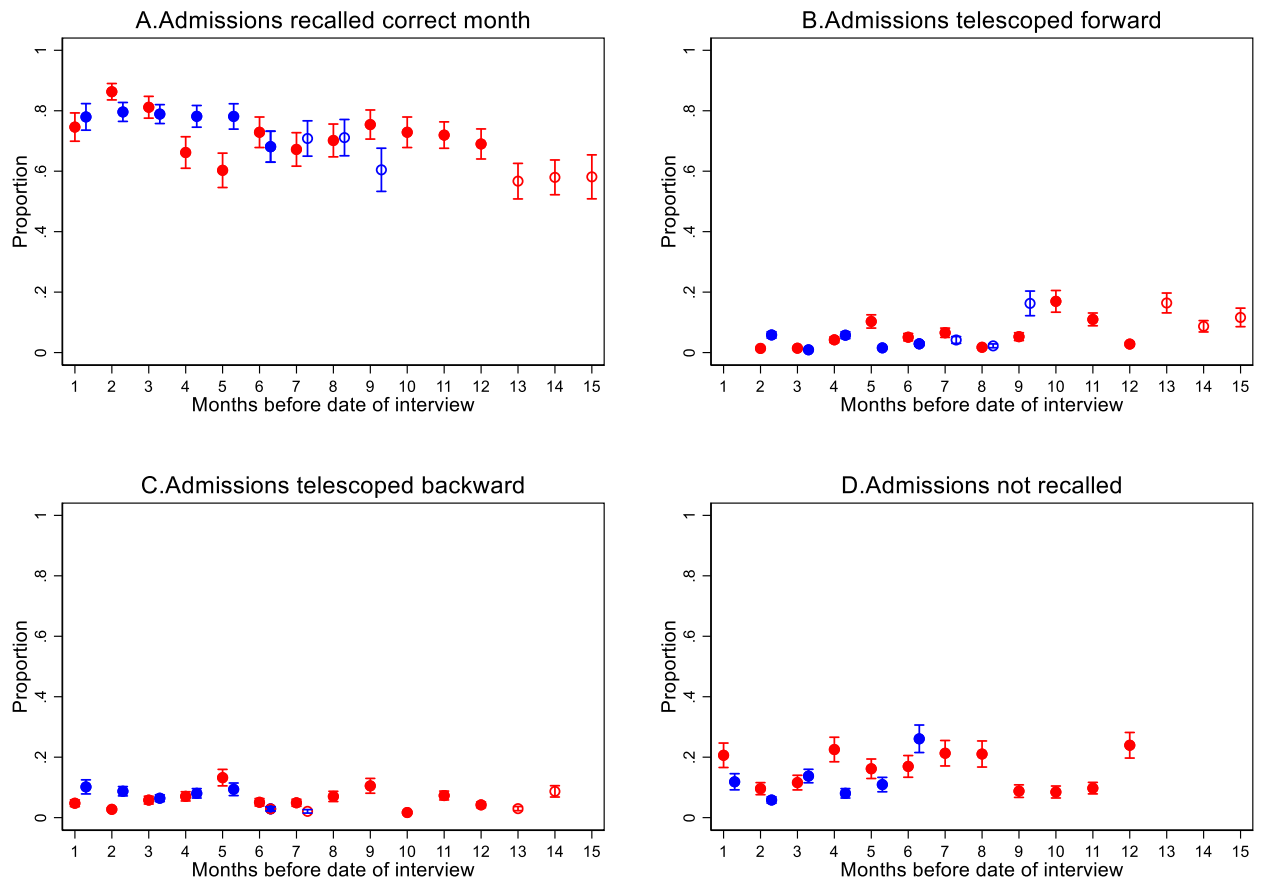 A.Admissions recalled correct month
Proportion
1
.8
.6
.4
.2
0
1 2 3 4 5 6 7 8 9 10 11 12 13 14 15
Months before date of interview
B.Admissions telescoped forward
Proportion
1
.8
.6
.4
.2
0
1 2 3 4 5 6 7 8 9 10 11 12 13 14 15
Months before date of interview
C.Admissions telescoped backward
Proportion
1
.8
.6
.4
.2
0
1 2 3 4 5 6 7 8 9 10 11 12 13 14 15
Months before date of interview
D.Admissions not recalled
Proportion
1
.8
.6
.4
.2
0
1 2 3 4 5 6 7 8 9 10 11 12 13 14 15
Months before date of interview